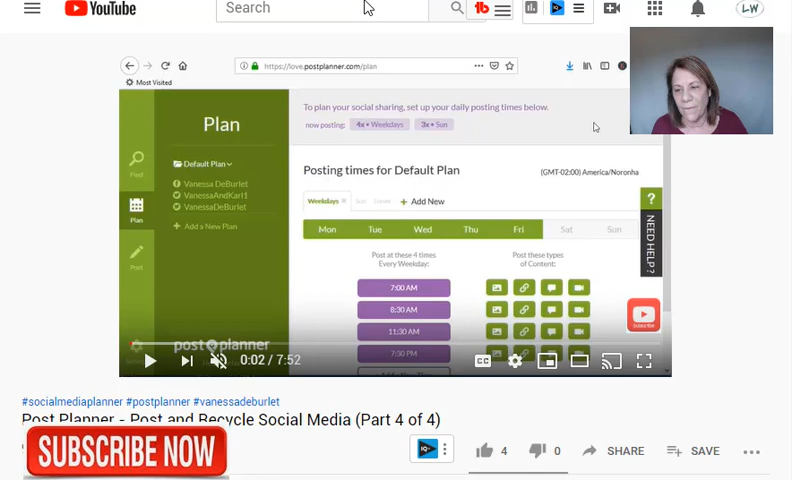 YouTube
Search
LW
https://love.postplanner.com/plan
Most Visited
Plan
Find
Plan
Post
Default Plan
Vanessa DeBurlet
VanessaAndKarl1
VanessaDeBurlet
Add a New Plan
post planner
To plan your social sharing, set up your daily posting times below.
now posting: 4x • Weekdays 3x • Sun
Posting times for Default Plan
(GMT-02:00) America/Noronha
Weekdays
Add New
Mon Tue Wed Thu Fri Sat Sun
Post at these 4 times
Every Weekday:
Post these types
of Content:
7:00 AM
8:30 AM
11:30 AM
7:30 PM
?
NEED HELP?
Subscribe
0:02 / 7:52
CC
#socialmediaplanner #postplanner #vanessadeburlet
Post Planner - Post and Recycle Social Media (Part 4 of 4)
SUBSCRIBE NOW
IQ
4
0
SHARE
SAVE